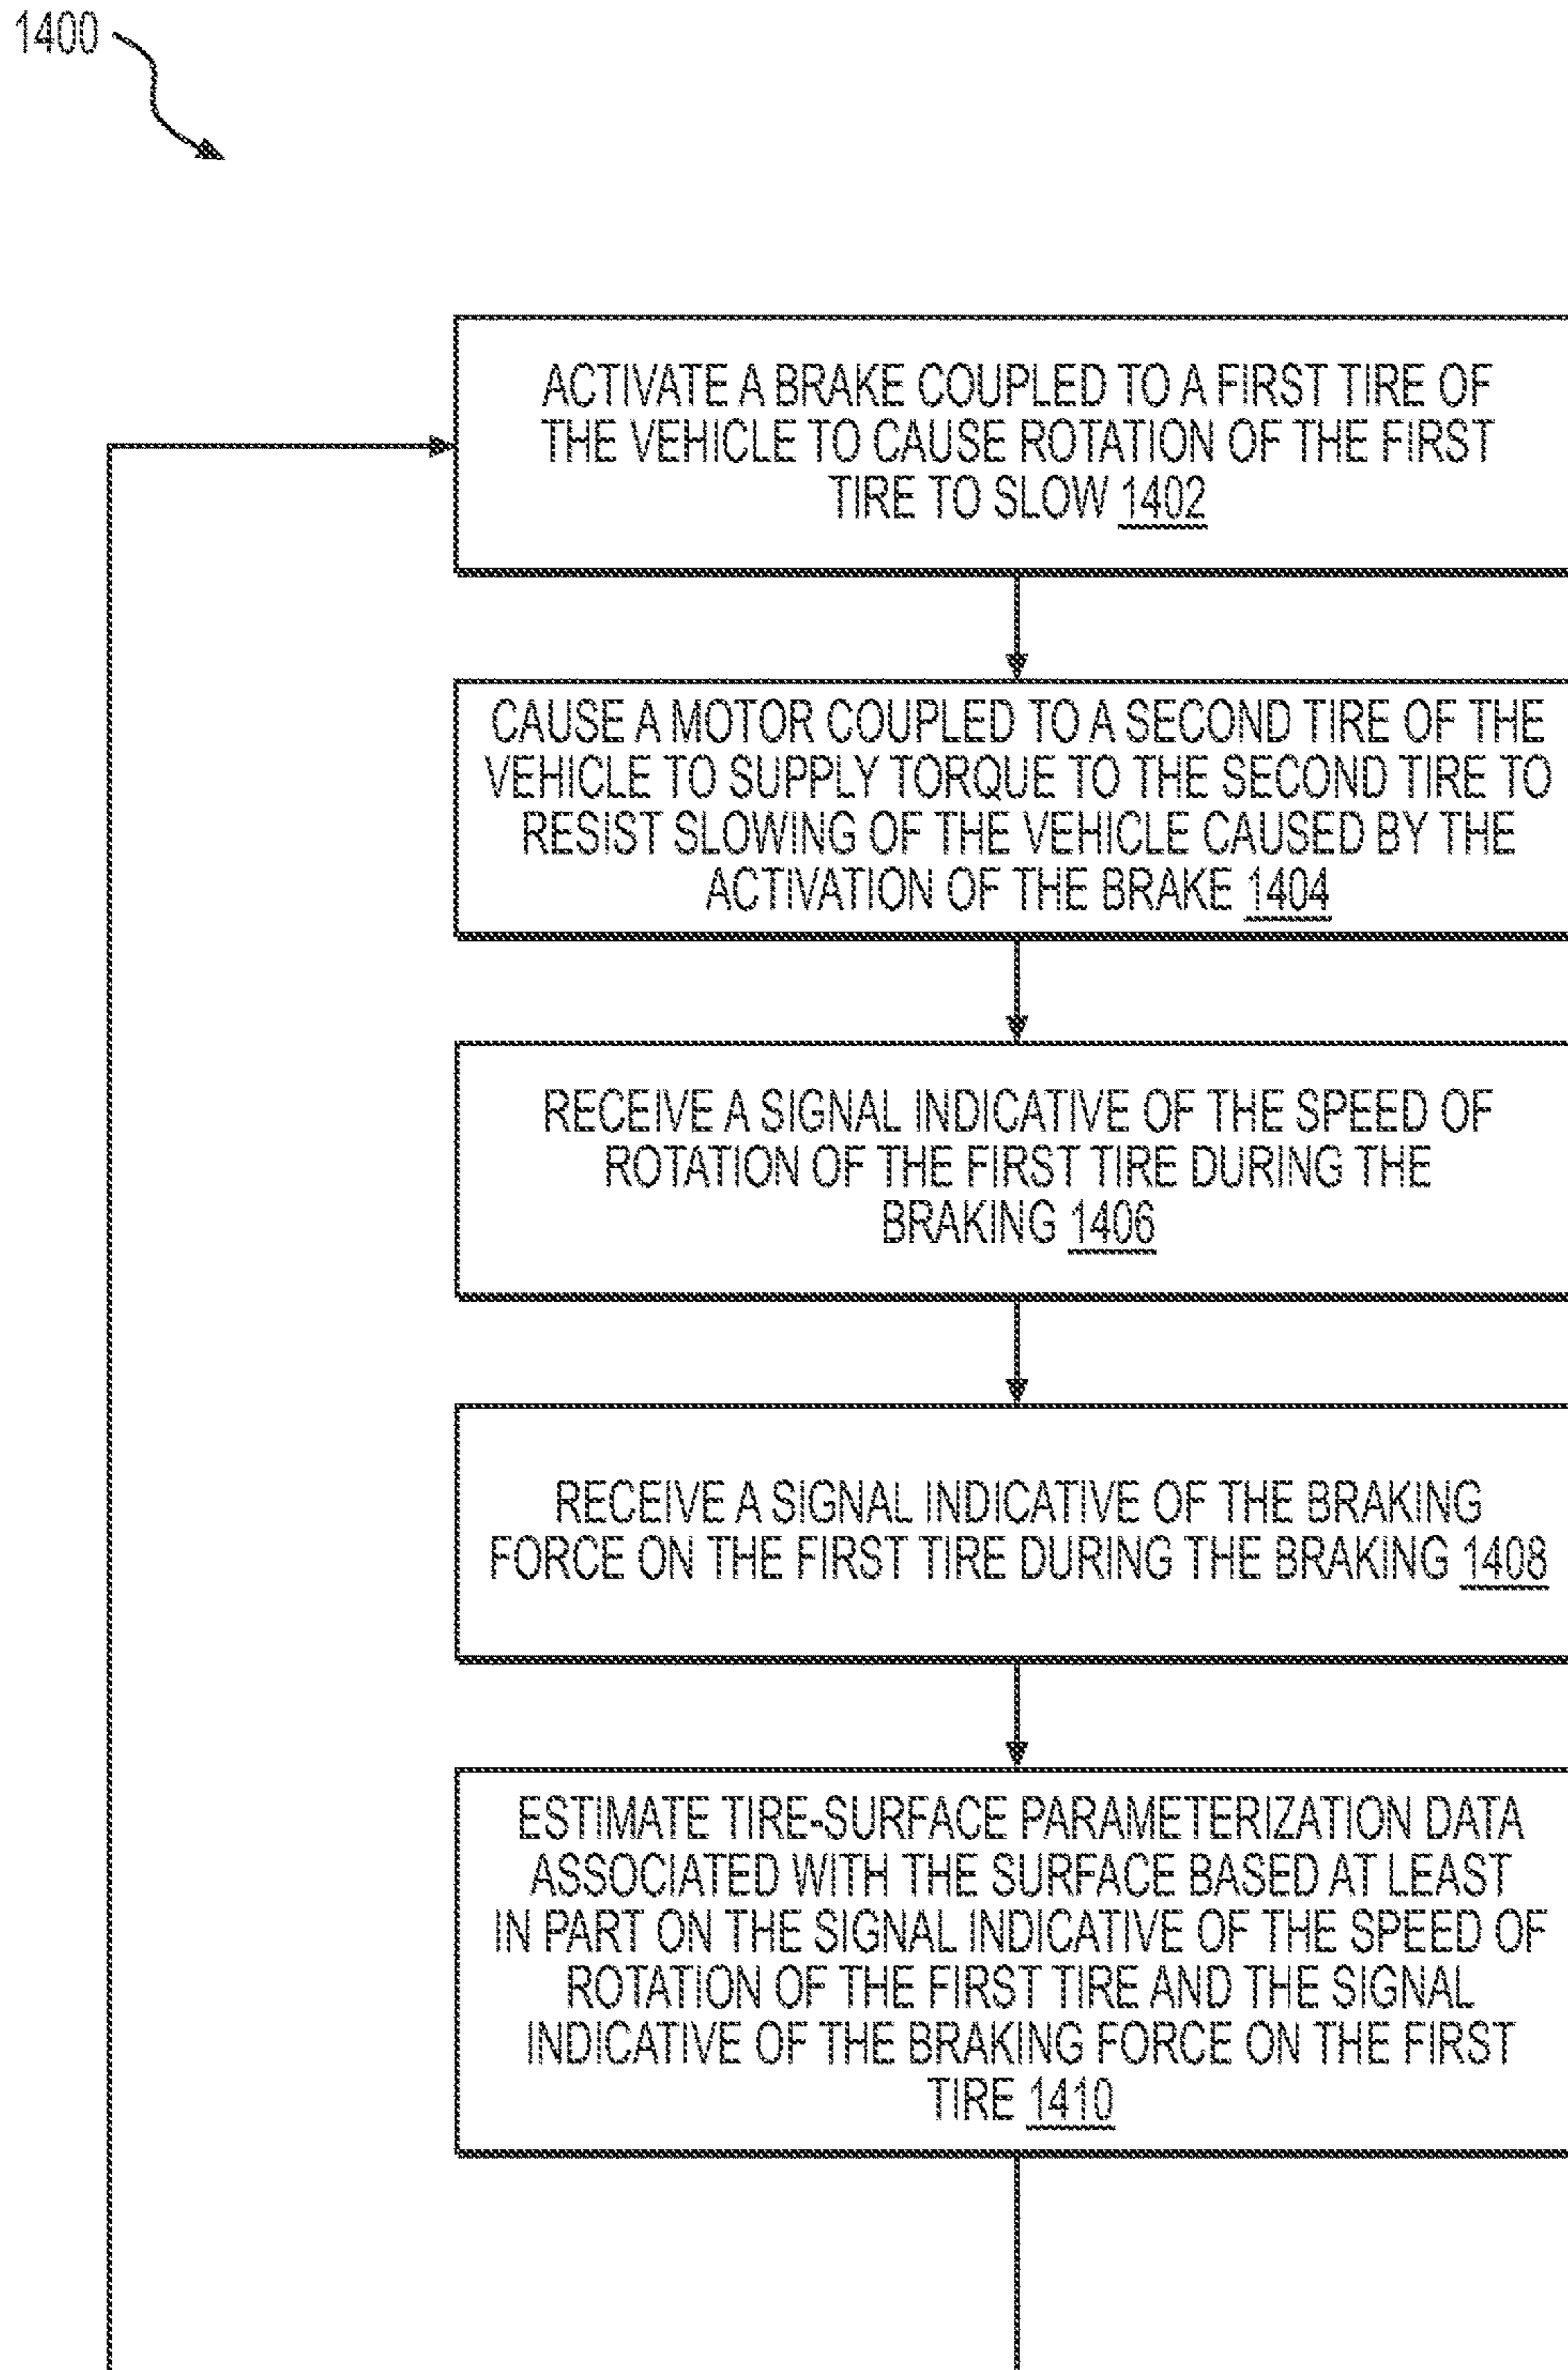 1400
ACTIVATE A BRAKE COUPLED TO A FIRST TIRE OF
THE VEHICLE TO CAUSE ROTATION OF THE FIRST
TIRE TO SLOW 1402
CAUSE A MOTOR COUPLED TO A SECOND TIRE OF THE
VEHICLE TO SUPPLY TORQUE TO THE SECOND TIRE TO
RESIST SLOWING OF THE VEHICLE CAUSED BY THE
ACTIVATION OF THE BRAKE 1404
RECEIVE A SIGNAL INDICATIVE OF THE SPEED OF
ROTATION OF THE FIRST TIRE DURING THE
BRAKING 1406
RECEIVE A SIGNAL INDICATIVE OF THE BRAKING
FORCE ON THE FIRST TIRE DURING THE BRAKING 1408
ESTIMATE TIRE-SURFACE PARAMETERIZATION DATA
ASSOCIATED WITH THE SURFACE BASED AT LEAST
IN PART ON THE SIGNAL INDICATIVE OF THE SPEED OF
ROTATION OF THE FIRST TIRE AND THE SIGNAL
INDICATIVE OF THE BRAKING FORCE ON THE FIRST
TIRE 1410